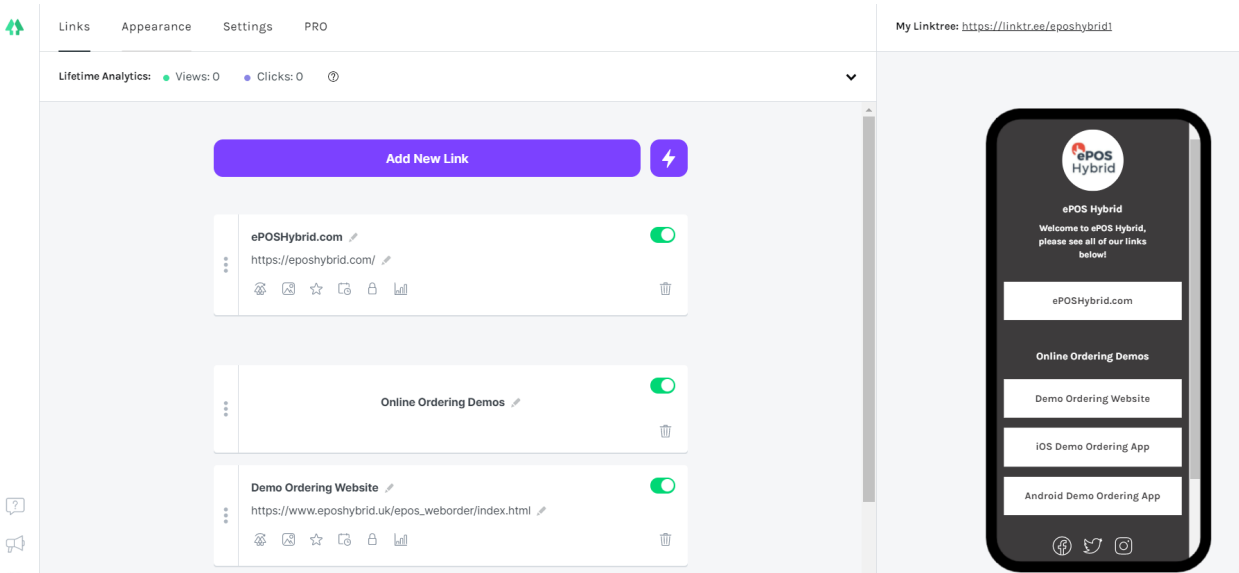 Links Appearance Settings PRO
My Linktree: https://linktr.ee/eposhybrid1
Lifetime Analytics: Views: 0 Clicks: 0
Add New Link
ePOSHybrid.com
https://eposhybrid.com/
Online Ordering Demos
Demo Ordering Website
https://www.eposhybrid.uk/epos_weborder/index.html
ePOS
Hybrid
ePOS Hybrid
Welcome to ePOS Hybrid,
please see all of our links
below!
ePOSHybrid.com
Online Ordering Demos
Demo Ordering Website
iOS Demo Ordering App
Android Demo Ordering App